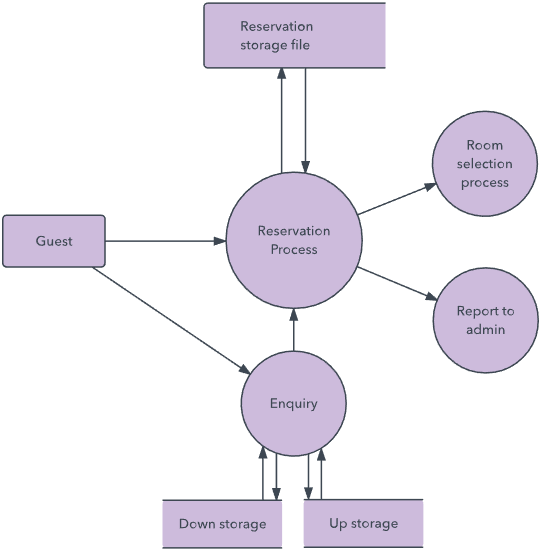 Reservation
storage file
Room
selection
process
Guest
Reservation
Process
Report to
admin
Enquiry
Down storage
Up storage